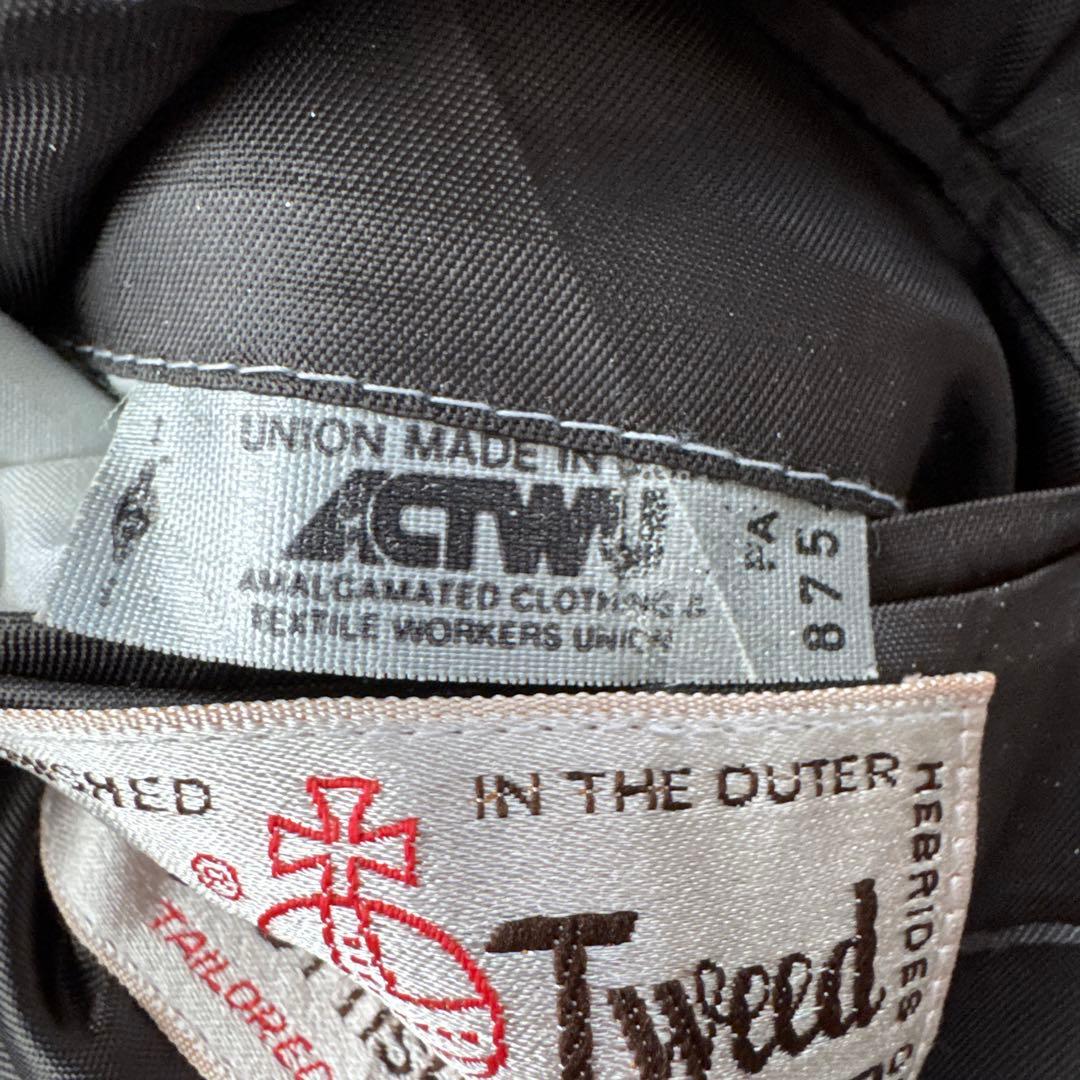 UNION MADE IN
ACTWU
AMALGAMATED CLOTHING &
TEXTILE WORKERS UNION
PA
875
IN THE OUTER
HEBRIDES
®
Tweed
TAILORED